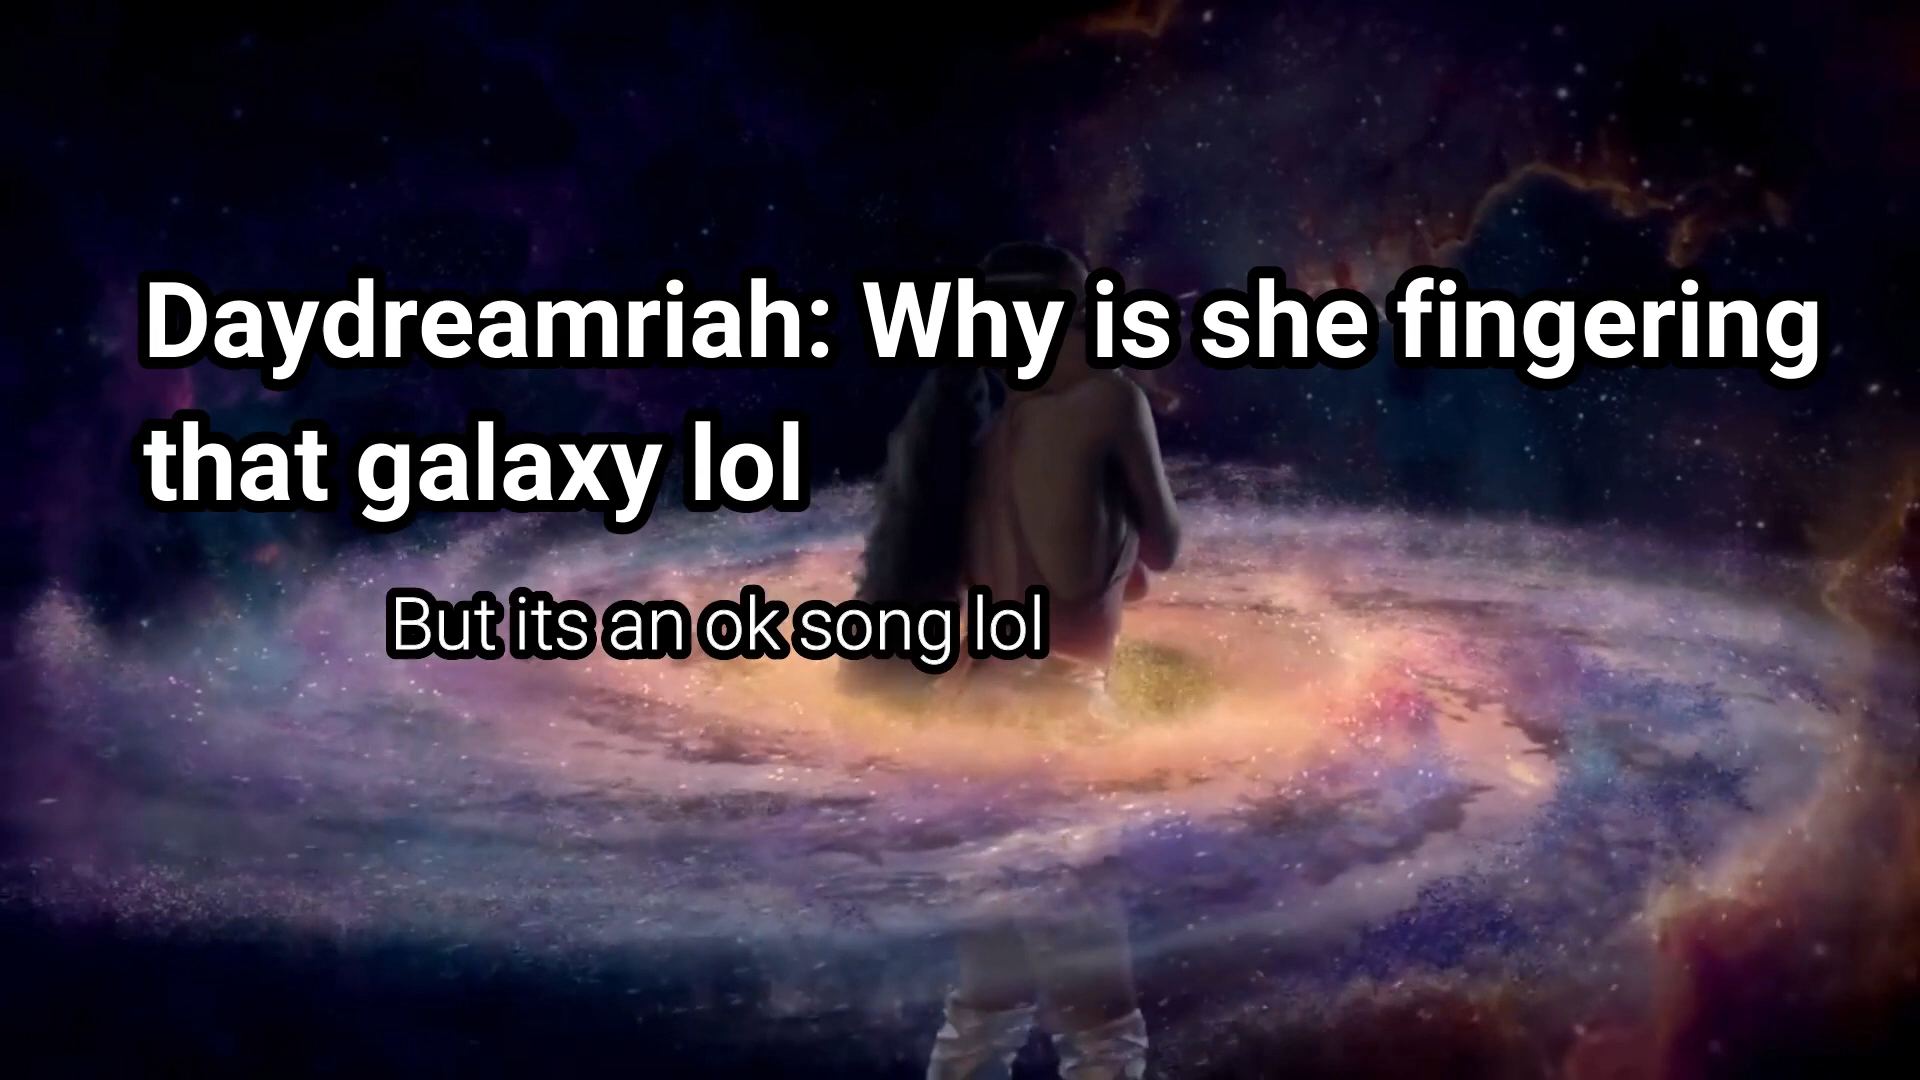 Daydreamriah: Why is she fingering
that galaxy lol
But its an ok song lol